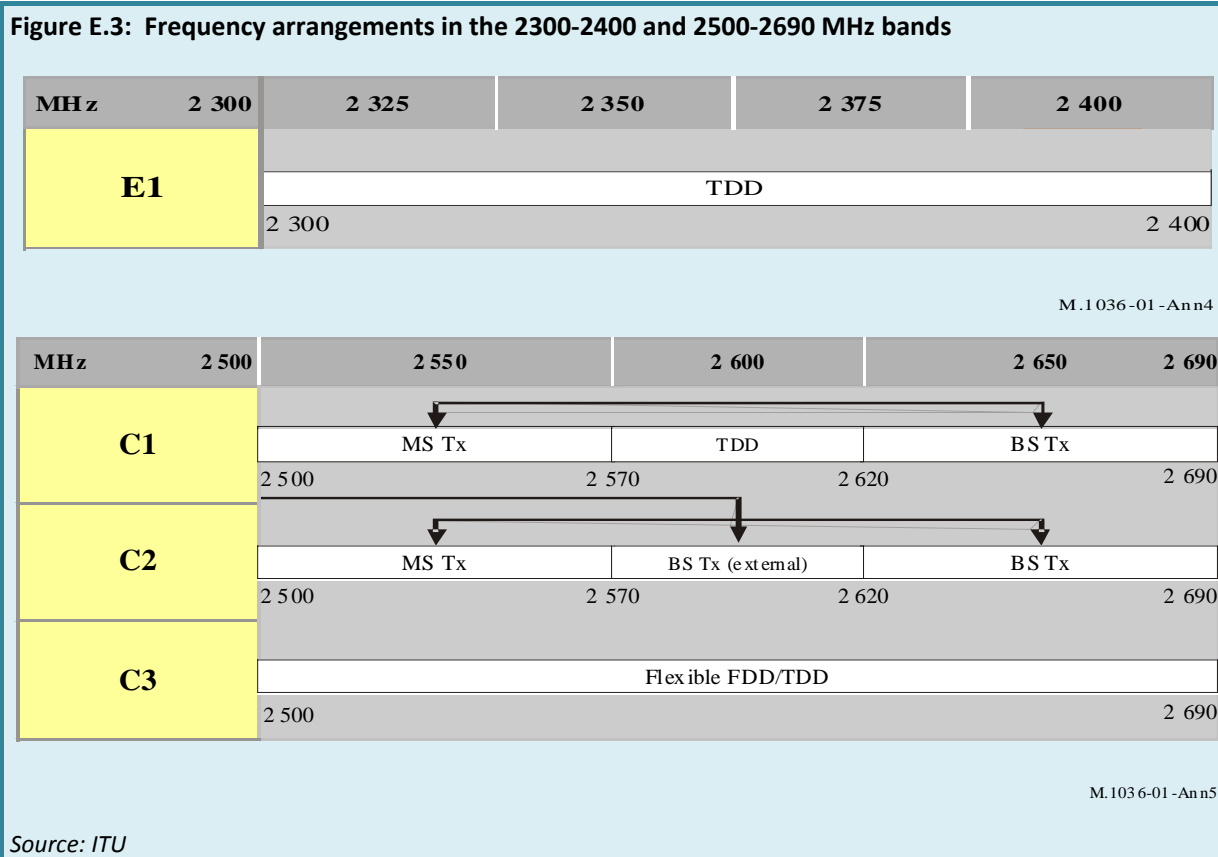 Figure E.3: Frequency arrangements in the 2300-2400 and 2500-2690 MHz bands
MHz 2 300 2 325 2 350 2 375 2 400
E1
TDD
2 300 2 400
M.1036-01-Ann4
MHz 2 500 2 550 2 600 2 650 2 690
C1
MS Tx TDD BS Tx
2 500 2 570 2 620 2 690
C2
MS Tx BS Tx (external) BS Tx
2 500 2 570 2 620 2 690
C3
Flexible FDD/TDD
2 500 2 690
M.1036-01-Ann5
Source: ITU